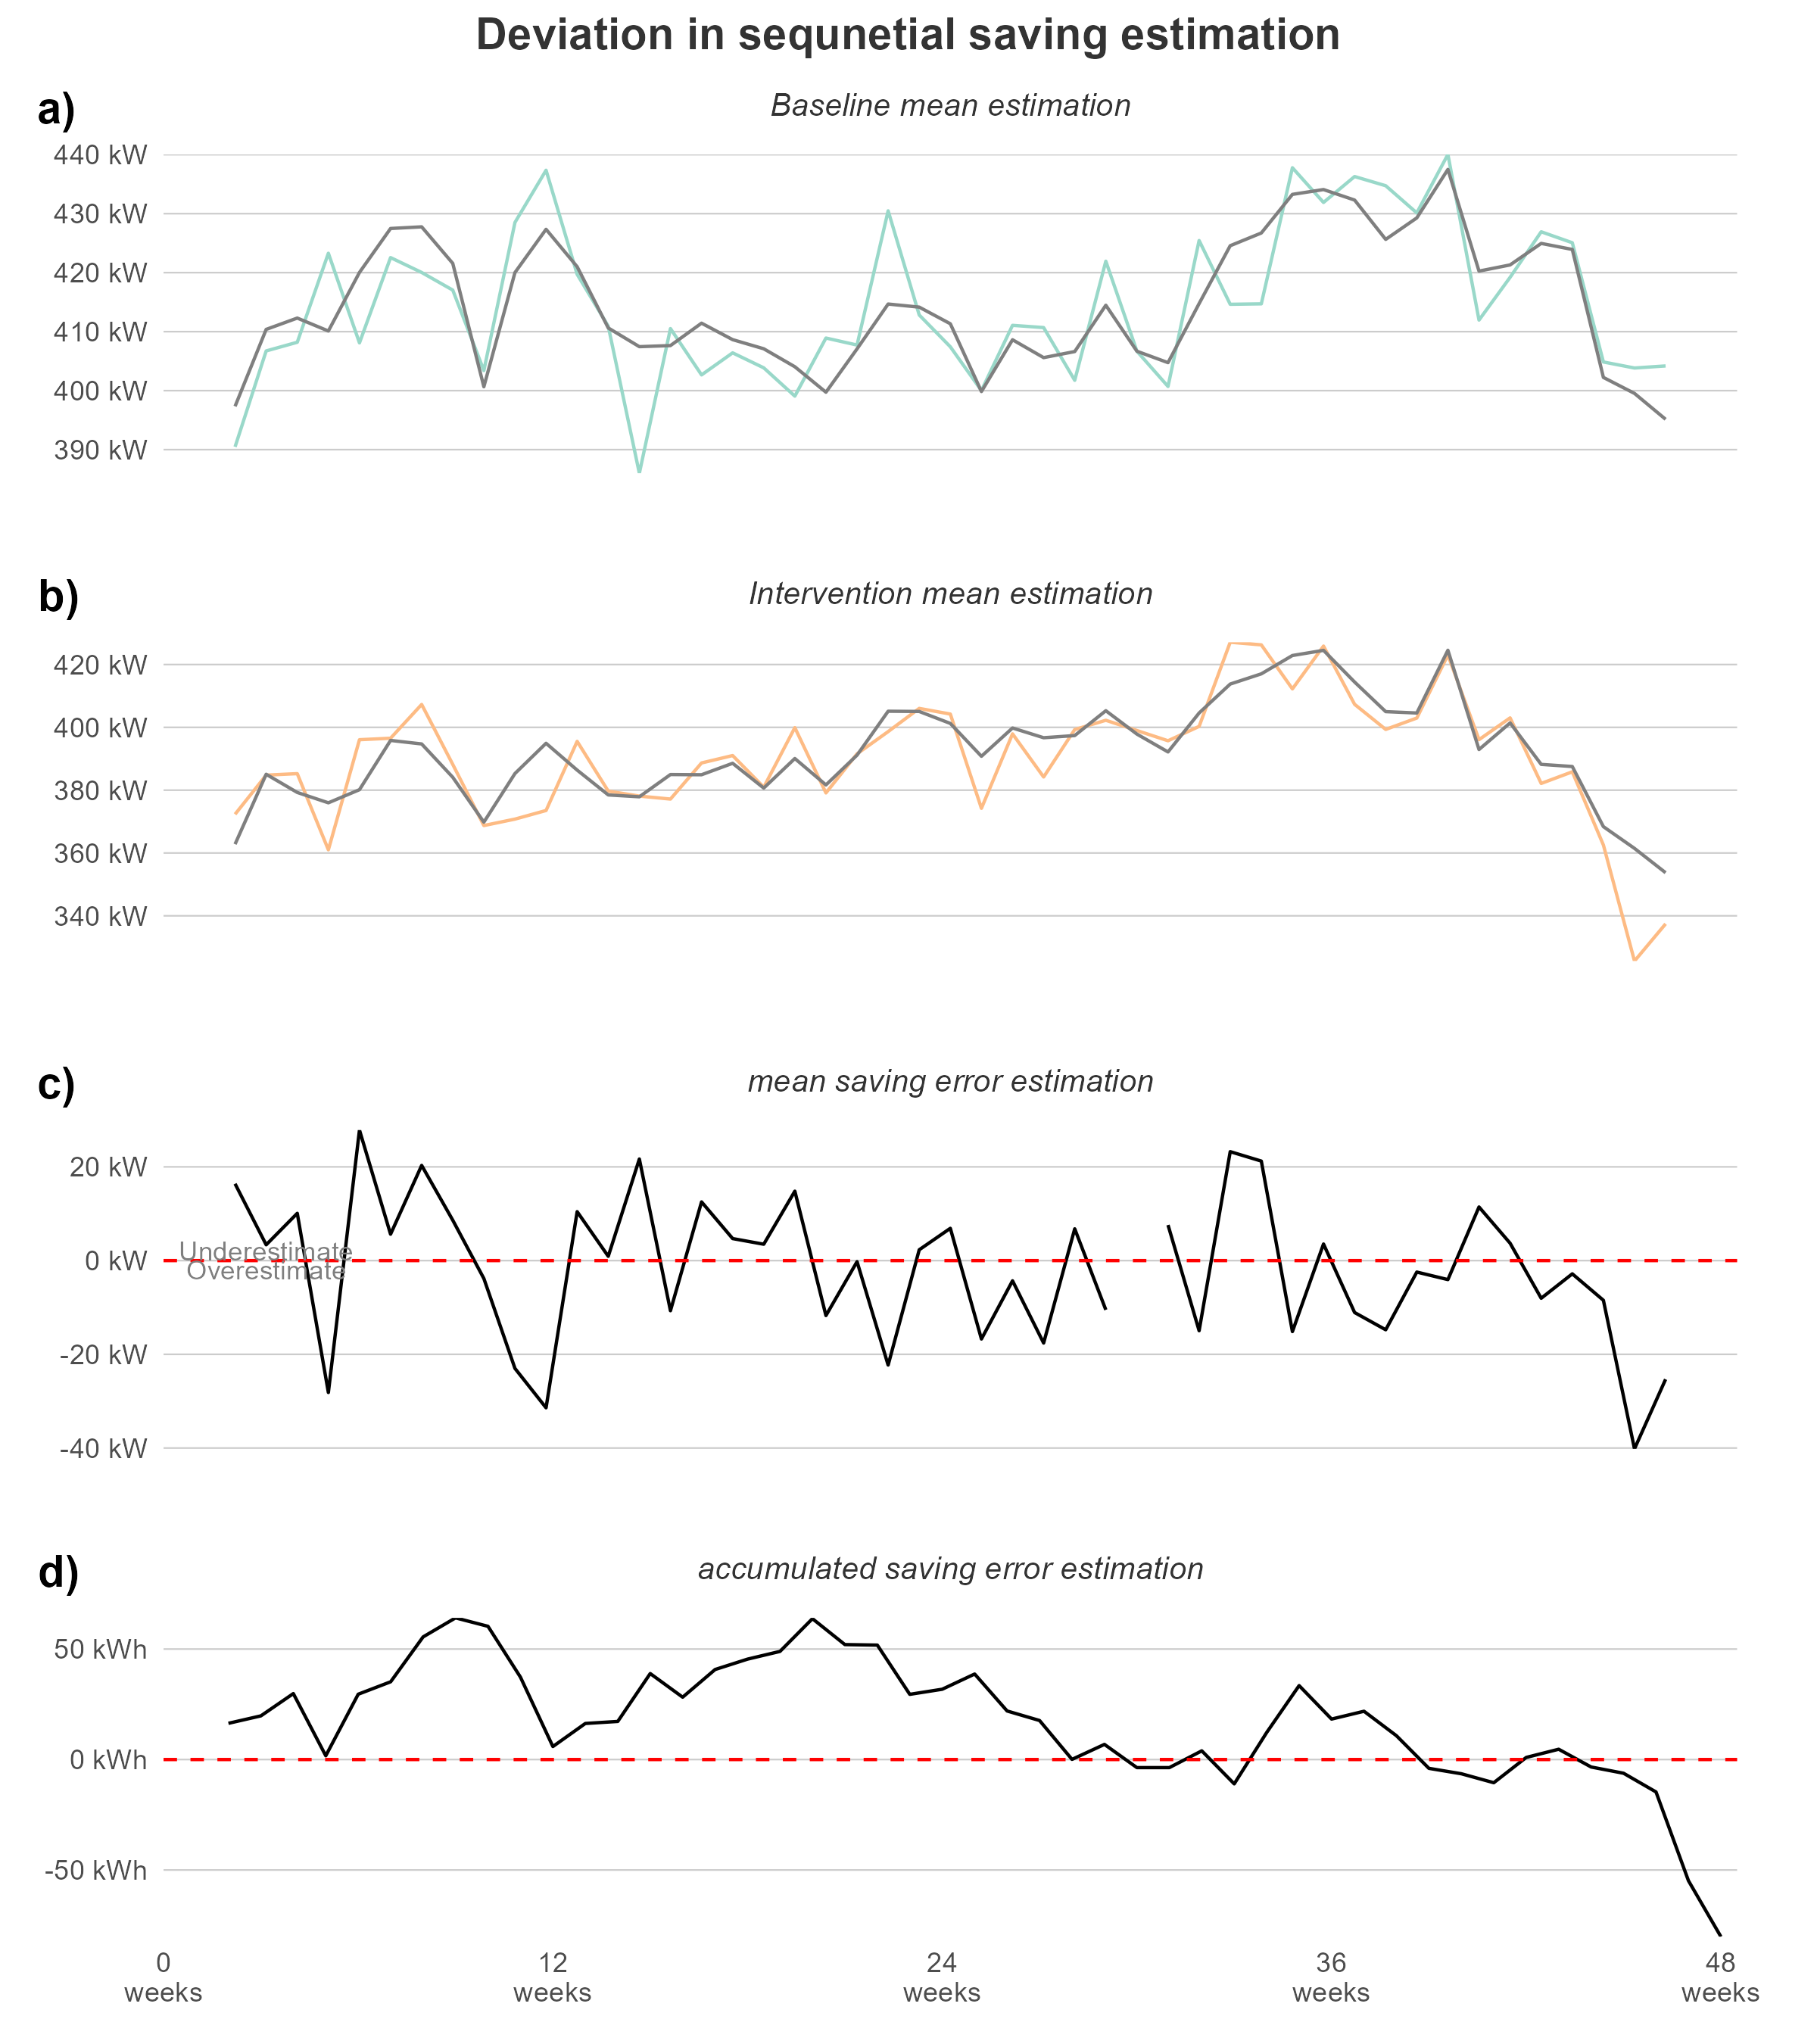 Deviation in sequnetial saving estimation
a)
Baseline mean estimation
440 kW
430 kW
420 kW
410 kW
400 kW
390 kW
b)
Intervention mean estimation
420 kW
400 kW
380 kW
360 kW
340 kW
c)
mean saving error estimation
20 kW
Underestimate
0 kW
Overestimate
-20 kW
-40 kW
d)
accumulated saving error estimation
50 kWh
0 kWh
-50 kWh
0 12 24 36 48
weeks weeks weeks weeks weeks